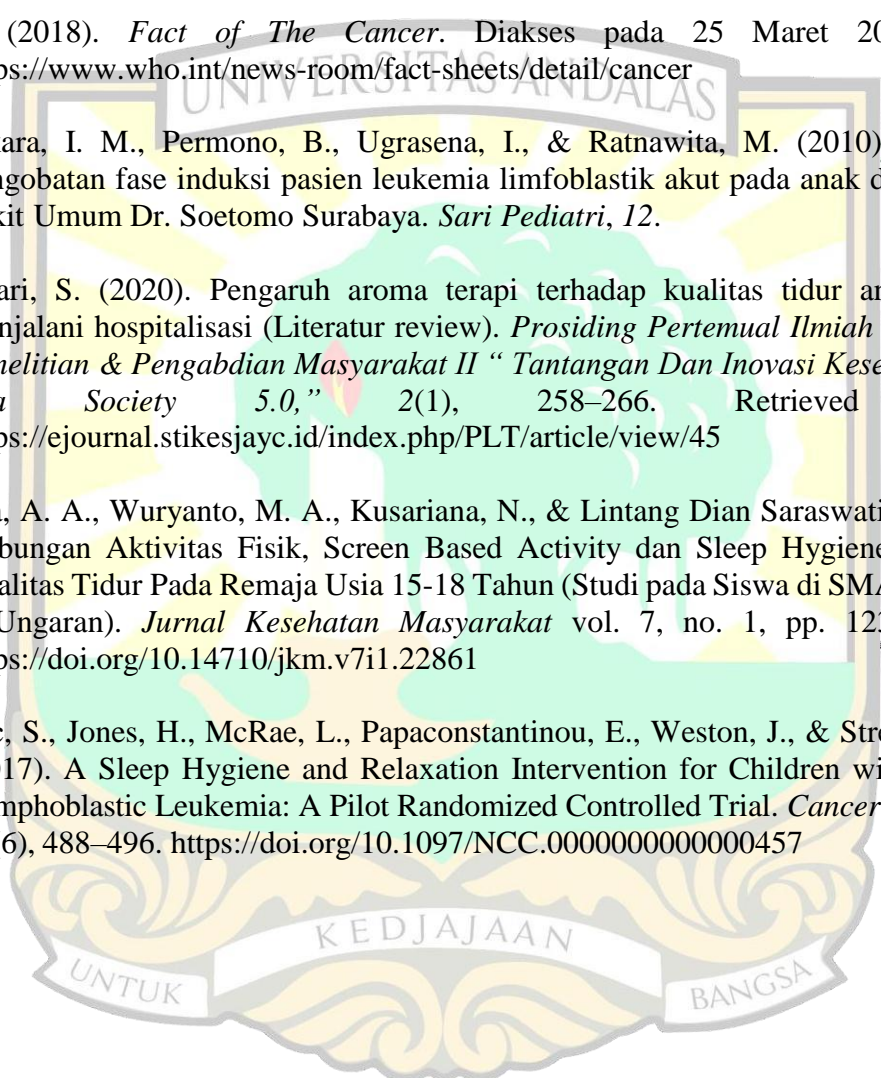 (2018). Fact of The Cancer. Diakses pada 25 Maret 20
ps://www.who.int/news-room/fact-sheets/detail/cancer
UNIVERSITAS ANDALAS
kara, I. M., Permono, B., Ugrasena, I., & Ratnawita, M. (2010)
ngobatan fase induksi pasien leukemia limfoblastik akut pada anak d
kit Umum Dr. Soetomo Surabaya. Sari Pediatri, 12.
ari, S. (2020). Pengaruh aroma terapi terhadap kualitas tidur an
njalani hospitalisasi (Literatur review). Prosiding Pertemual Ilmiah
nelitian & Pengabdian Masyarakat II “ Tantangan Dan Inovasi Kese
a Society 5.0,” 2(1), 258–266. Retrieved
ps://ejournal.stikesjayc.id/index.php/PLT/article/view/45
a, A. A., Wuryanto, M. A., Kusariana, N., & Lintang Dian Saraswati
bungan Aktivitas Fisik, Screen Based Activity dan Sleep Hygiene
alitas Tidur Pada Remaja Usia 15-18 Tahun (Studi pada Siswa di SMA
Ungaran). Jurnal Kesehatan Masyarakat vol. 7, no. 1, pp. 123
ps://doi.org/10.14710/jkm.v7i1.22861
c, S., Jones, H., McRae, L., Papaconstantinou, E., Weston, J., & Stre
017). A Sleep Hygiene and Relaxation Intervention for Children wi
mphoblastic Leukemia: A Pilot Randomized Controlled Trial. Cancer
6), 488–496. https://doi.org/10.1097/NCC.0000000000000457
UNTUK KEDJAJAAN BANGSA